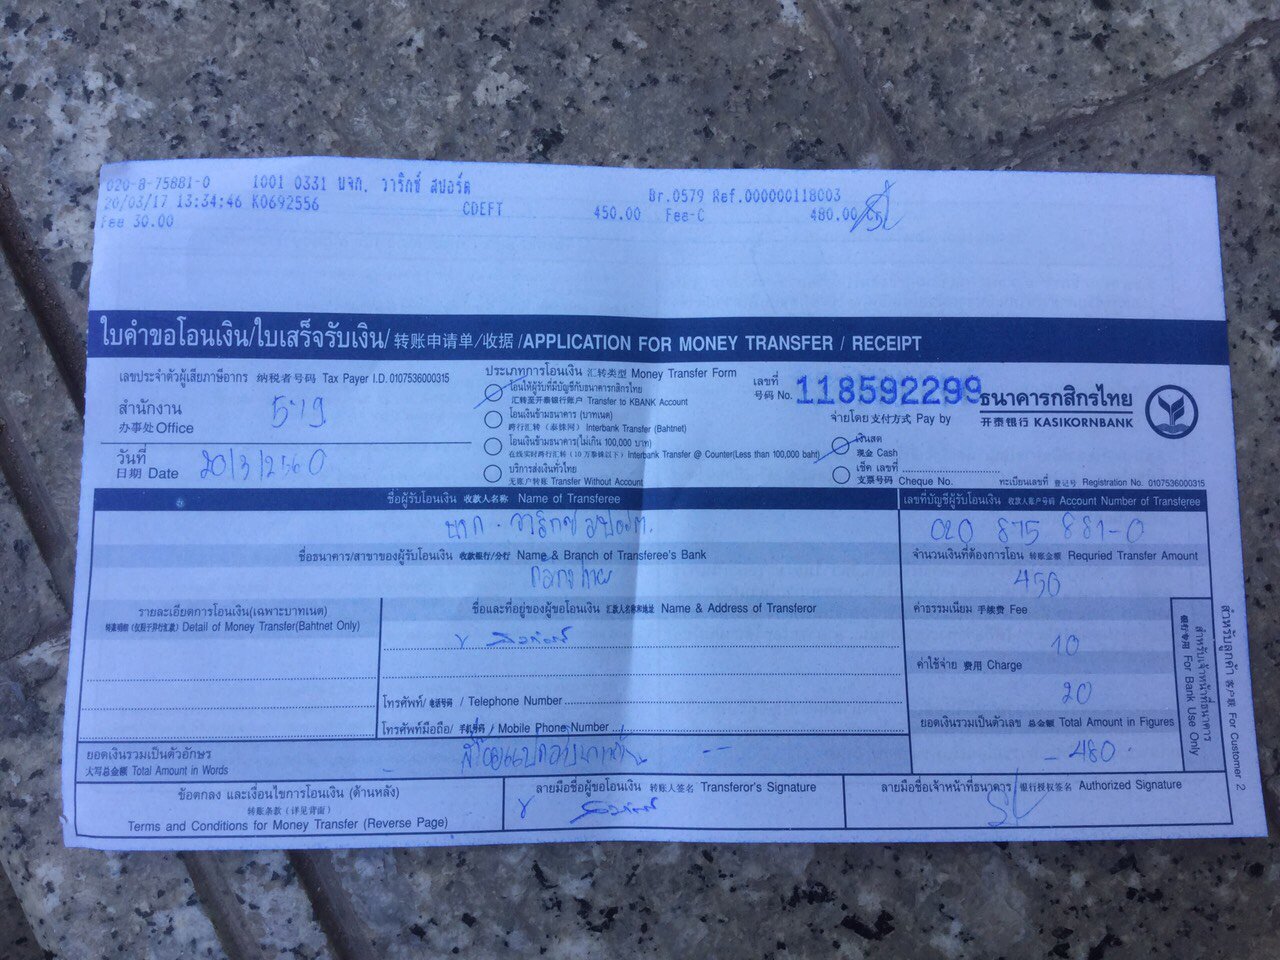 020-8-75881-0 1001 0331 บจก. วาริกซ์ สปอร์ต Br.0579 Ref.000000118003
20/03/17 13:34:46 K0692556 CDEFT 450.00 Fee-C 480.00
Fee 30.00
ใบคำขอโอนเงิน/ใบเสร็จรับเงิน/ 转账申请单/收据 /APPLICATION FOR MONEY TRANSFER / RECEIPT
เลขประจำตัวผู้เสียภาษีอากร 纳税者号码 Tax Payer I.D. 0107536000315
สำนักงาน 579
办事处 Office
วันที่ 20/3/2560
日期 Date
ประเภทการโอนเงิน 汇转类型 Money Transfer Form
โอนให้ผู้รับที่มีบัญชีกับธนาคารกสิกรไทย
汇转至开泰银行账户 Transfer to KBANK Account
โอนเงินข้ามธนาคาร (บาทเนต)
跨行汇转 (泰铢网) Interbank Transfer (Bahtnet)
โอนเงินข้ามธนาคาร(ไม่เกิน 100,000 บาท)
在线实时跨行汇转 (10 万泰铢以下) Interbank Transfer @ Counter(Less than 100,000 baht)
บริการส่งเงินทั่วไทย
无账户转账 Transfer Without Account
เลขที่
号码 No. 118592299
จ่ายโดย 支付方式 Pay by
เงินสด
现金 Cash
เช็ค เลขที่
支票号码 Cheque No.
ธนาคารกสิกรไทย
开泰银行 KASIKORNBANK
ทะเบียนเลขที่ 登记号 Registration No. 0107536000315
ชื่อผู้รับโอนเงิน 收款人名称 Name of Transferee
บจก. วาริกซ์ สปอร์ต
เลขที่บัญชีผู้รับโอนเงิน 收款人账户号码 Account Number of Transferee
020 875 881-0
ชื่อธนาคาร/สาขาของผู้รับโอนเงิน 收款银行/分行 Name & Branch of Transferee's Bank
กสิกรไทย
จำนวนเงินที่ต้องการโอน 转账金额 Requried Transfer Amount
450
รายละเอียดการโอนเงิน(เฉพาะบาทเนต)
Detail of Money Transfer(Bahtnet Only)
ชื่อและที่อยู่ของผู้ขอโอนเงิน 汇款人名称和地址 Name & Address of Transferor
โทรศัพท์/ 电话号码 / Telephone Number
โทรศัพท์มือถือ/ 手机号码 / Mobile Phone Number
ค่าธรรมเนียม 手续费 Fee
10
ค่าใช้จ่าย 费用 Charge
20
ยอดเงินรวมเป็นตัวเลข 总金额 Total Amount in Figures
480
สำหรับเจ้าหน้าที่ธนาคาร
银行专用 For Bank Use Only
สำหรับลูกค้า 客户联 For Customer 2
ยอดเงินรวมเป็นตัวอักษร สี่ร้อยแปดสิบบาทถ้วน
大写总金额 Total Amount in Words
ข้อตกลง และเงื่อนไขการโอนเงิน (ด้านหลัง)
转账条款 (详见背面)
Terms and Conditions for Money Transfer (Reverse Page)
ลายมือชื่อผู้ขอโอนเงิน 转账人签名 Transferor's Signature
ลายมือชื่อเจ้าหน้าที่ธนาคาร 银行授权签名 Authorized Signature